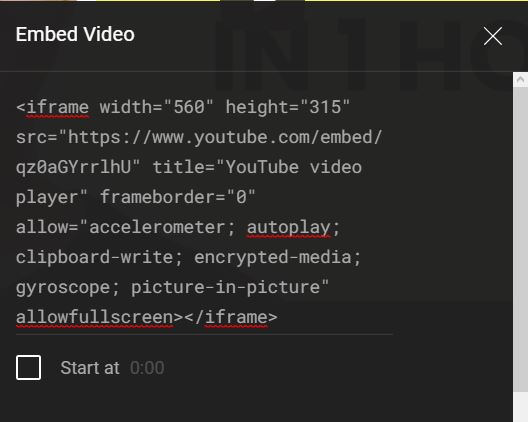 IN 1 HO
Embed Video
<iframe width="560" height="315"
src="https://www.youtube.com/embed/
qz0aGYrrlhU" title="YouTube video
player" frameborder="0"
allow="accelerometer; autoplay;
clipboard-write; encrypted-media;
gyroscope; picture-in-picture"
allowfullscreen></iframe>
Start at 0:00